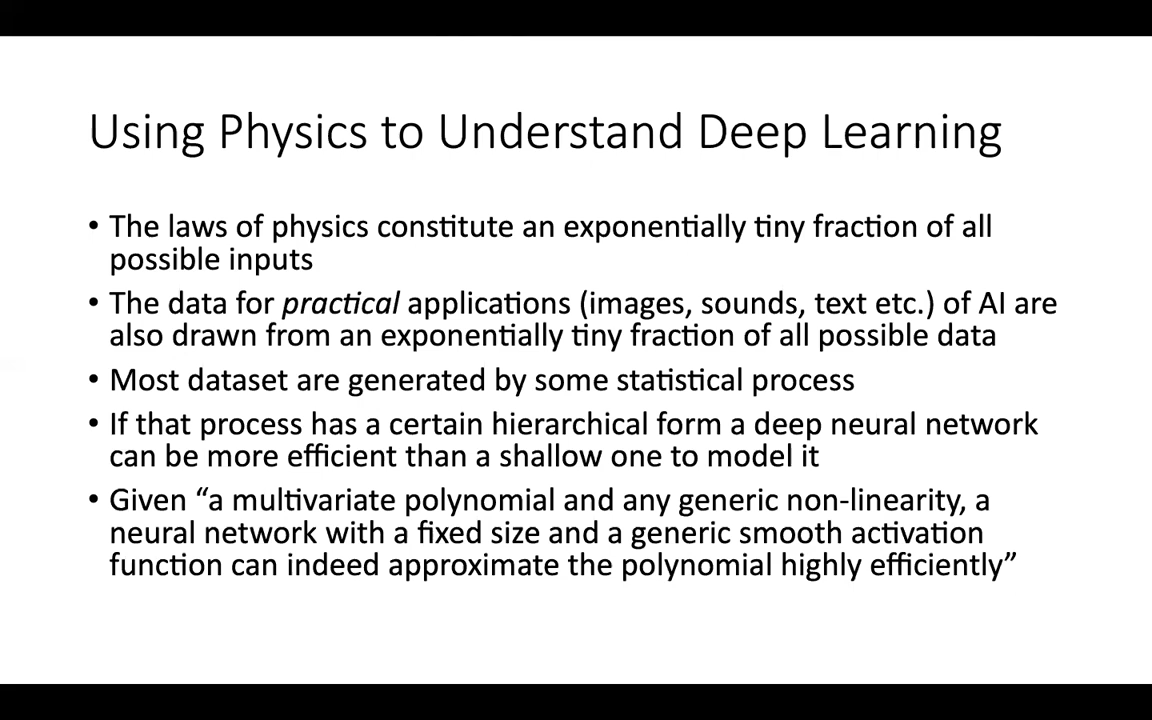 Using Physics to Understand Deep Learning
• The laws of physics constitute an exponentially tiny fraction of all
possible inputs
• The data for practical applications (images, sounds, text etc.) of AI are
also drawn from an exponentially tiny fraction of all possible data
• Most dataset are generated by some statistical process
• If that process has a certain hierarchical form a deep neural network
can be more efficient than a shallow one to model it
• Given “a multivariate polynomial and any generic non-linearity, a
neural network with a fixed size and a generic smooth activation
function can indeed approximate the polynomial highly efficiently”